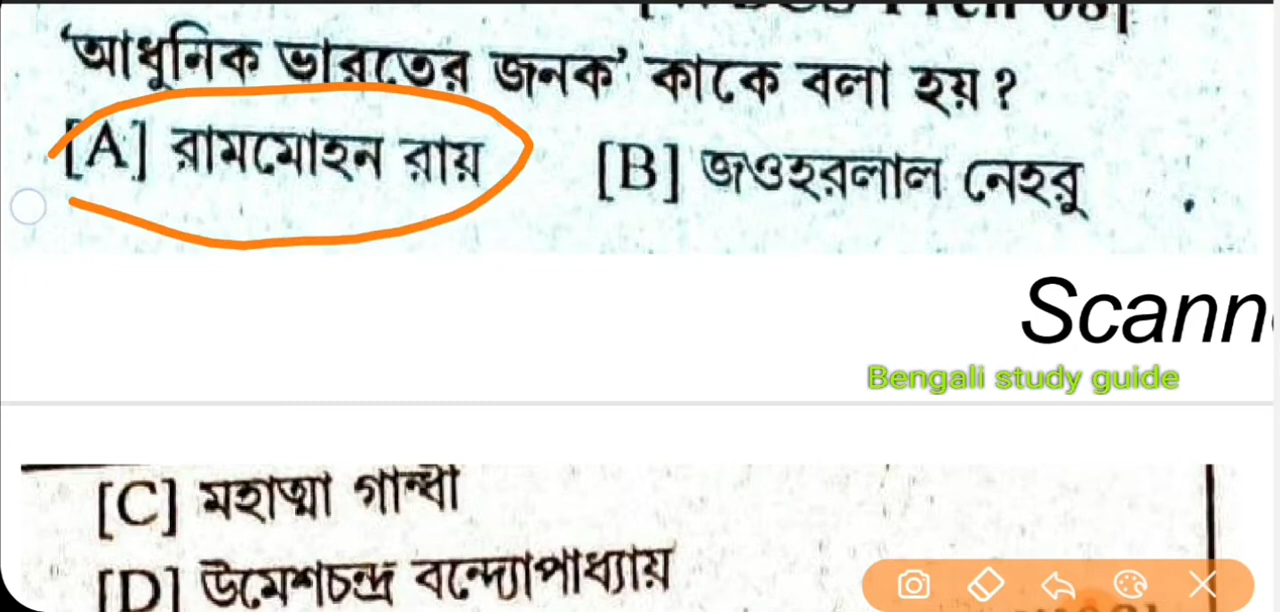 'আধুনিক ভারতের জনক' কাকে বলা হয়?
[A] রামমোহন রায়
[B] জওহরলাল নেহরু
Scann
Bengali study guide
[C] মহাত্মা গান্ধী
[D] উমেশচন্দ্র বন্দ্যোপাধ্যায়